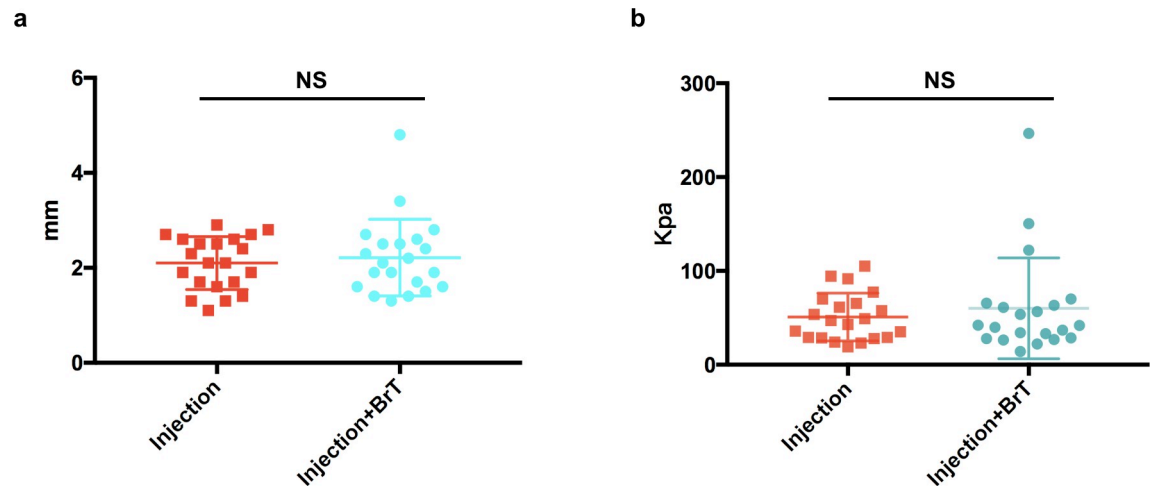 a
6
4
2
0
mm
NS
Injection
Injection+BrT
b
300
200
100
0
Kpa
NS
Injection
Injection+BrT